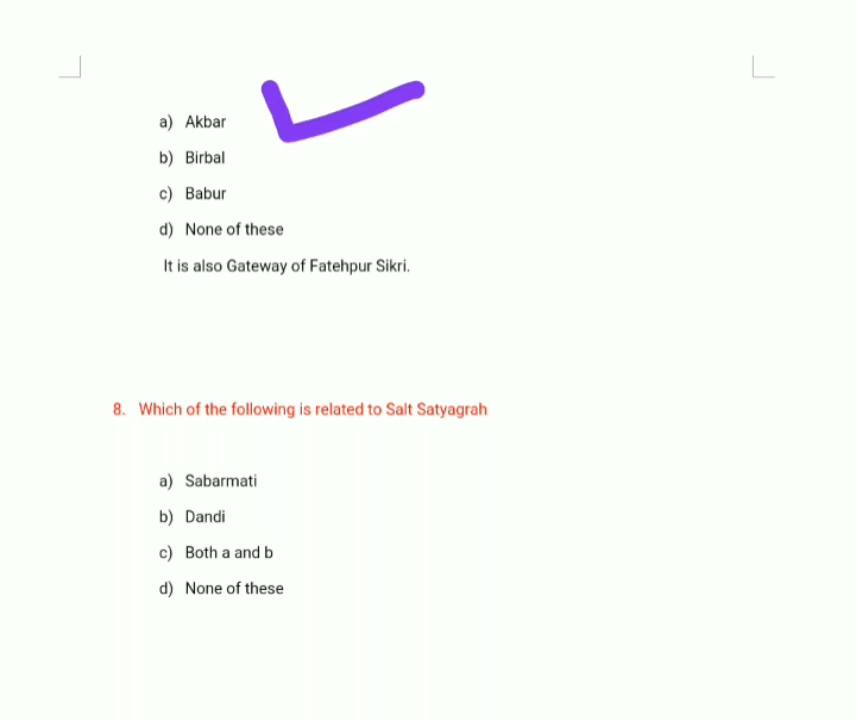 a) Akbar
b) Birbal
c) Babur
d) None of these
It is also Gateway of Fatehpur Sikri.
8. Which of the following is related to Salt Satyagrah
a) Sabarmati
b) Dandi
c) Both a and b
d) None of these